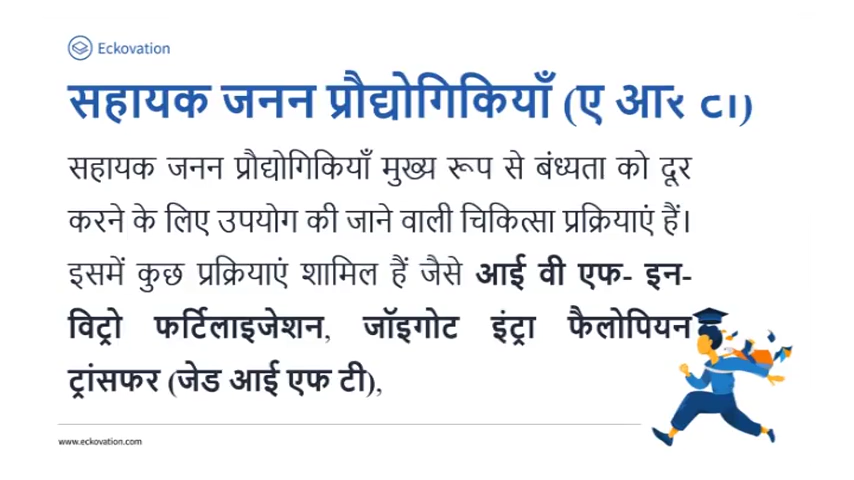 Eckovation
सहायक जनन प्रौद्योगिकियाँ (ए आर टी)
सहायक जनन प्रौद्योगिकियाँ मुख्य रूप से बंध्यता को दूर
करने के लिए उपयोग की जाने वाली चिकित्सा प्रक्रियाएं हैं।
इसमें कुछ प्रक्रियाएं शामिल हैं जैसे आई वी एफ- इन-
विट्रो फर्टिलाइजेशन, जॉइगोट इंट्रा फैलोपियन
ट्रांसफर (जेड आई एफ टी),
www.eckovation.com